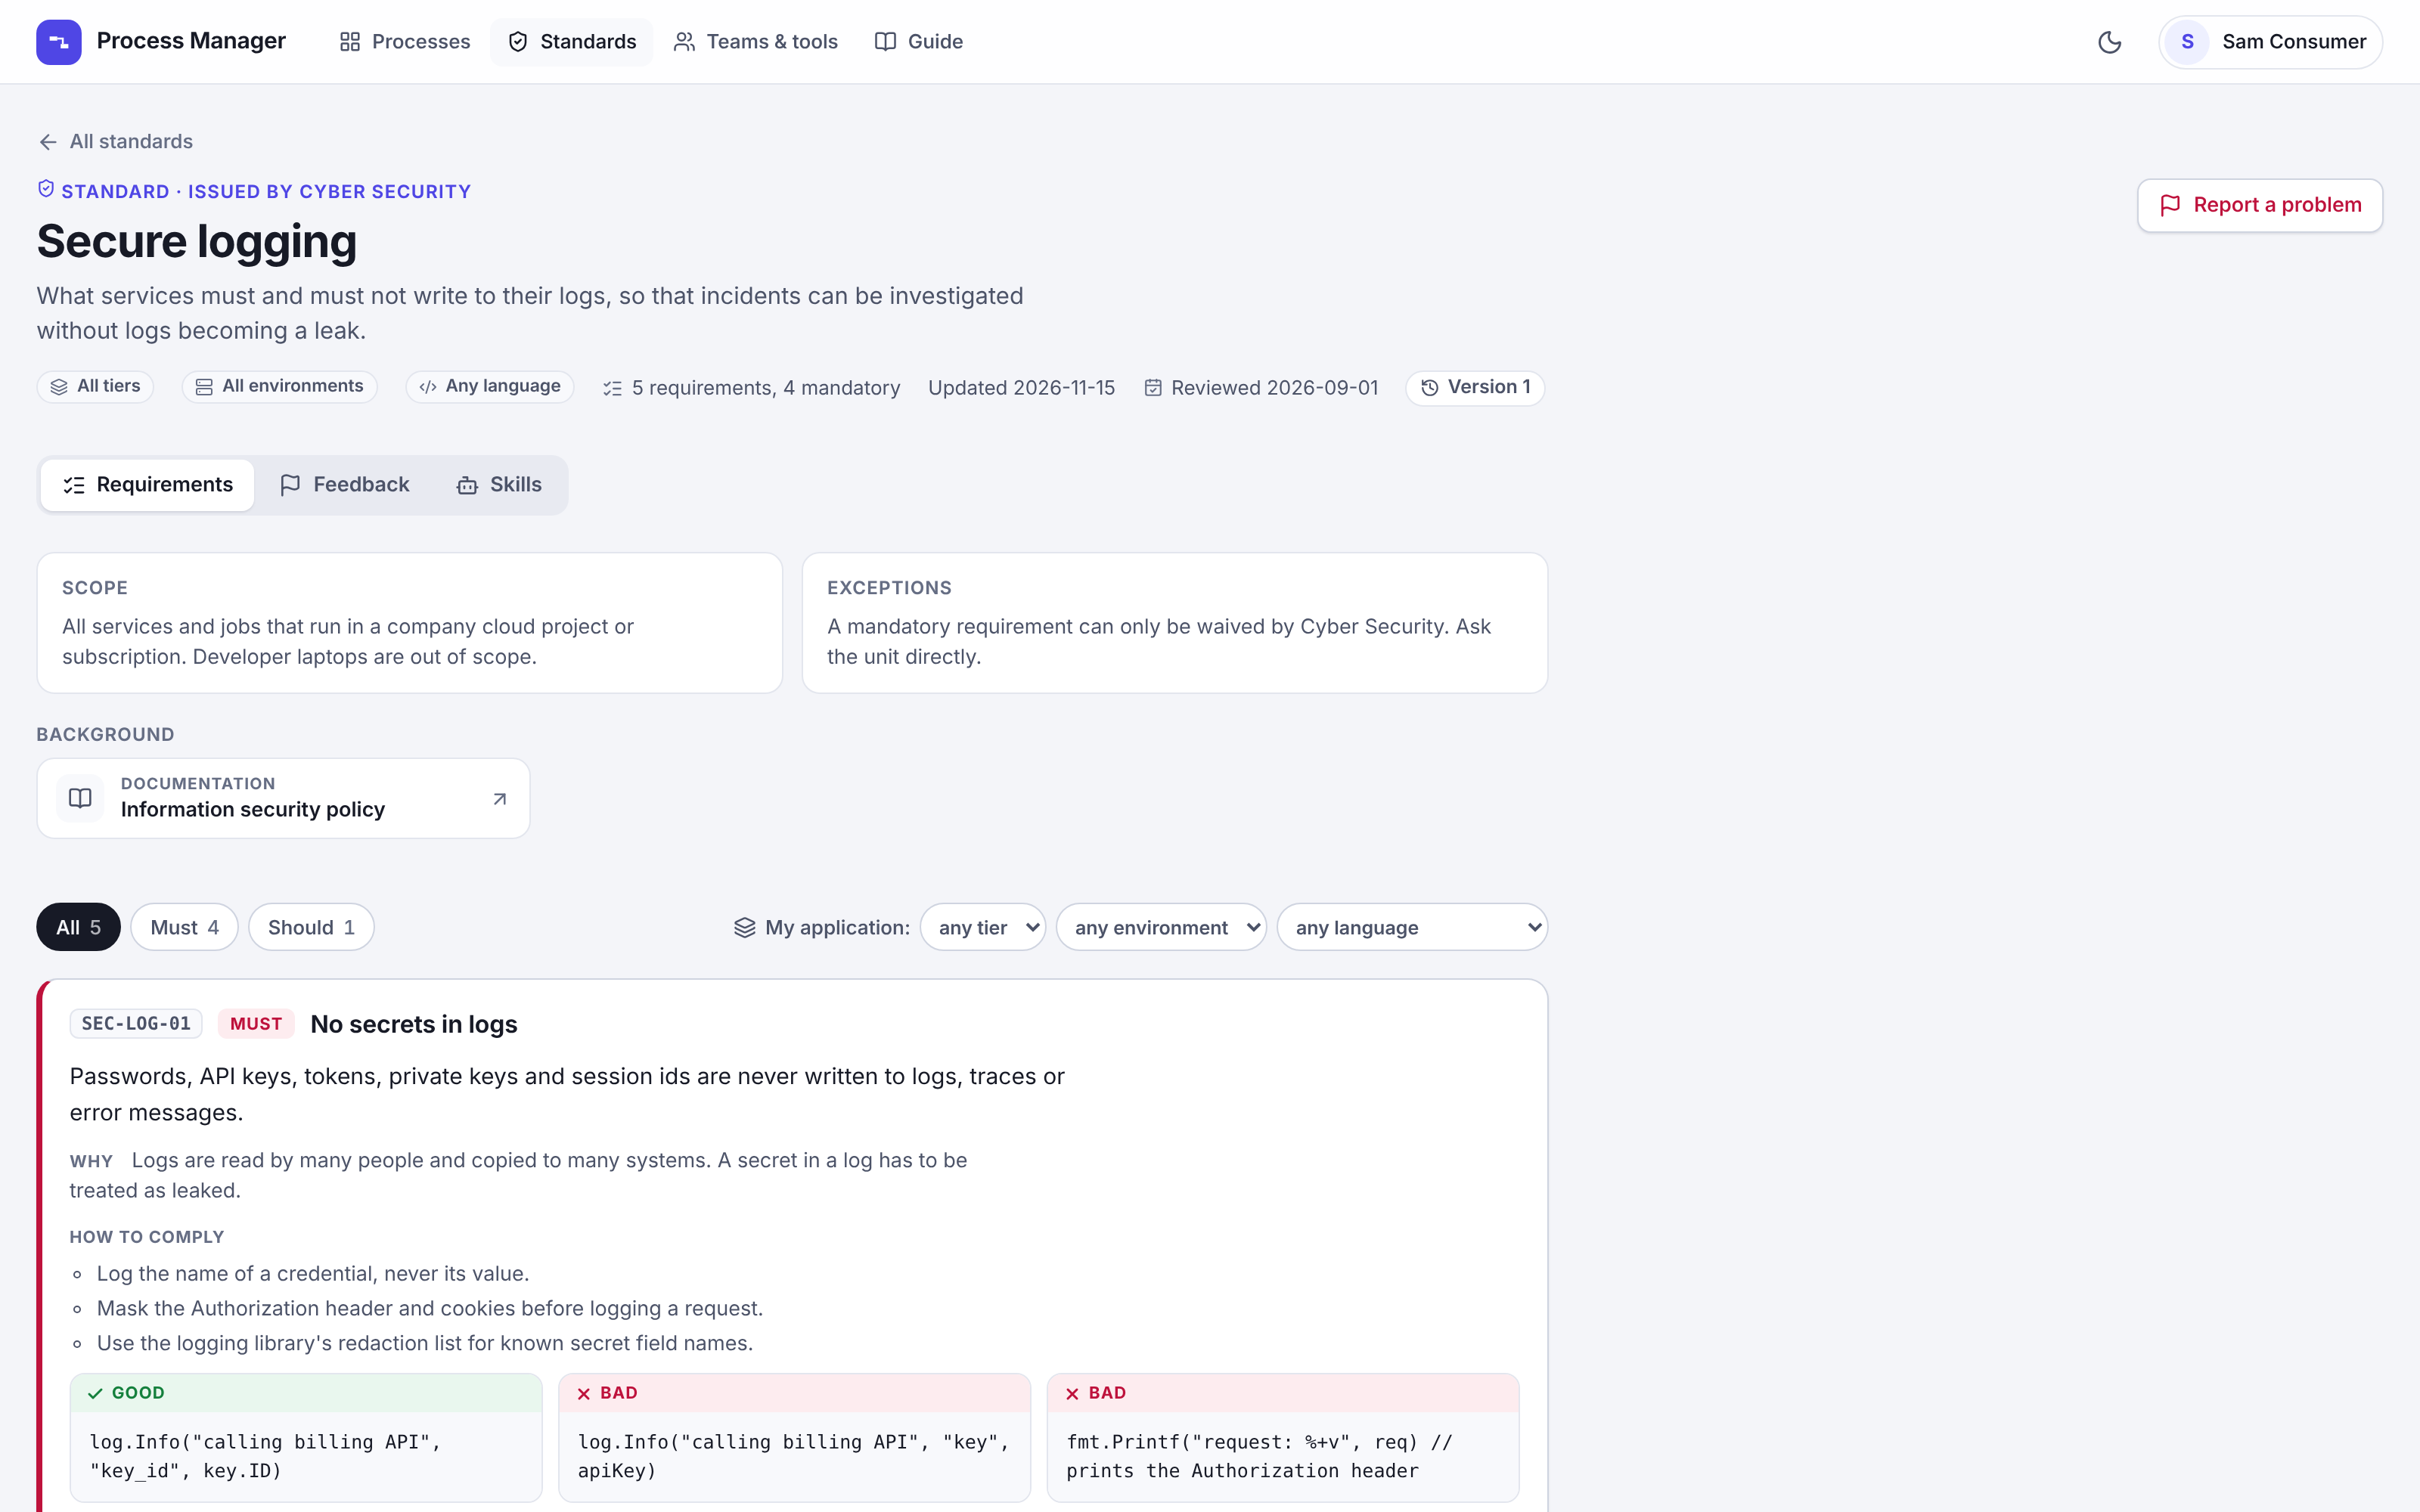 Process Manager
Processes
Standards
Teams & tools
Guide
S
Sam Consumer
All standards
STANDARD · ISSUED BY CYBER SECURITY
Report a problem
Secure logging
What services must and must not write to their logs, so that incidents can be investigated
without logs becoming a leak.
All tiers
All environments
Any language
5 requirements, 4 mandatory
Updated 2026-11-15
Reviewed 2026-09-01
Version 1
Requirements
Feedback
Skills
SCOPE
All services and jobs that run in a company cloud project or
subscription. Developer laptops are out of scope.
EXCEPTIONS
A mandatory requirement can only be waived by Cyber Security. Ask
the unit directly.
BACKGROUND
DOCUMENTATION
Information security policy
All 5
Must 4
Should 1
My application:
any tier
any environment
any language
SEC-LOG-01
MUST
No secrets in logs
Passwords, API keys, tokens, private keys and session ids are never written to logs, traces or
error messages.
WHY Logs are read by many people and copied to many systems. A secret in a log has to be
treated as leaked.
HOW TO COMPLY
Log the name of a credential, never its value.
Mask the Authorization header and cookies before logging a request.
Use the logging library's redaction list for known secret field names.
GOOD
log.Info("calling billing API",
"key_id", key.ID)
BAD
log.Info("calling billing API", "key",
apiKey)
BAD
fmt.Printf("request: %+v", req) //
prints the Authorization header